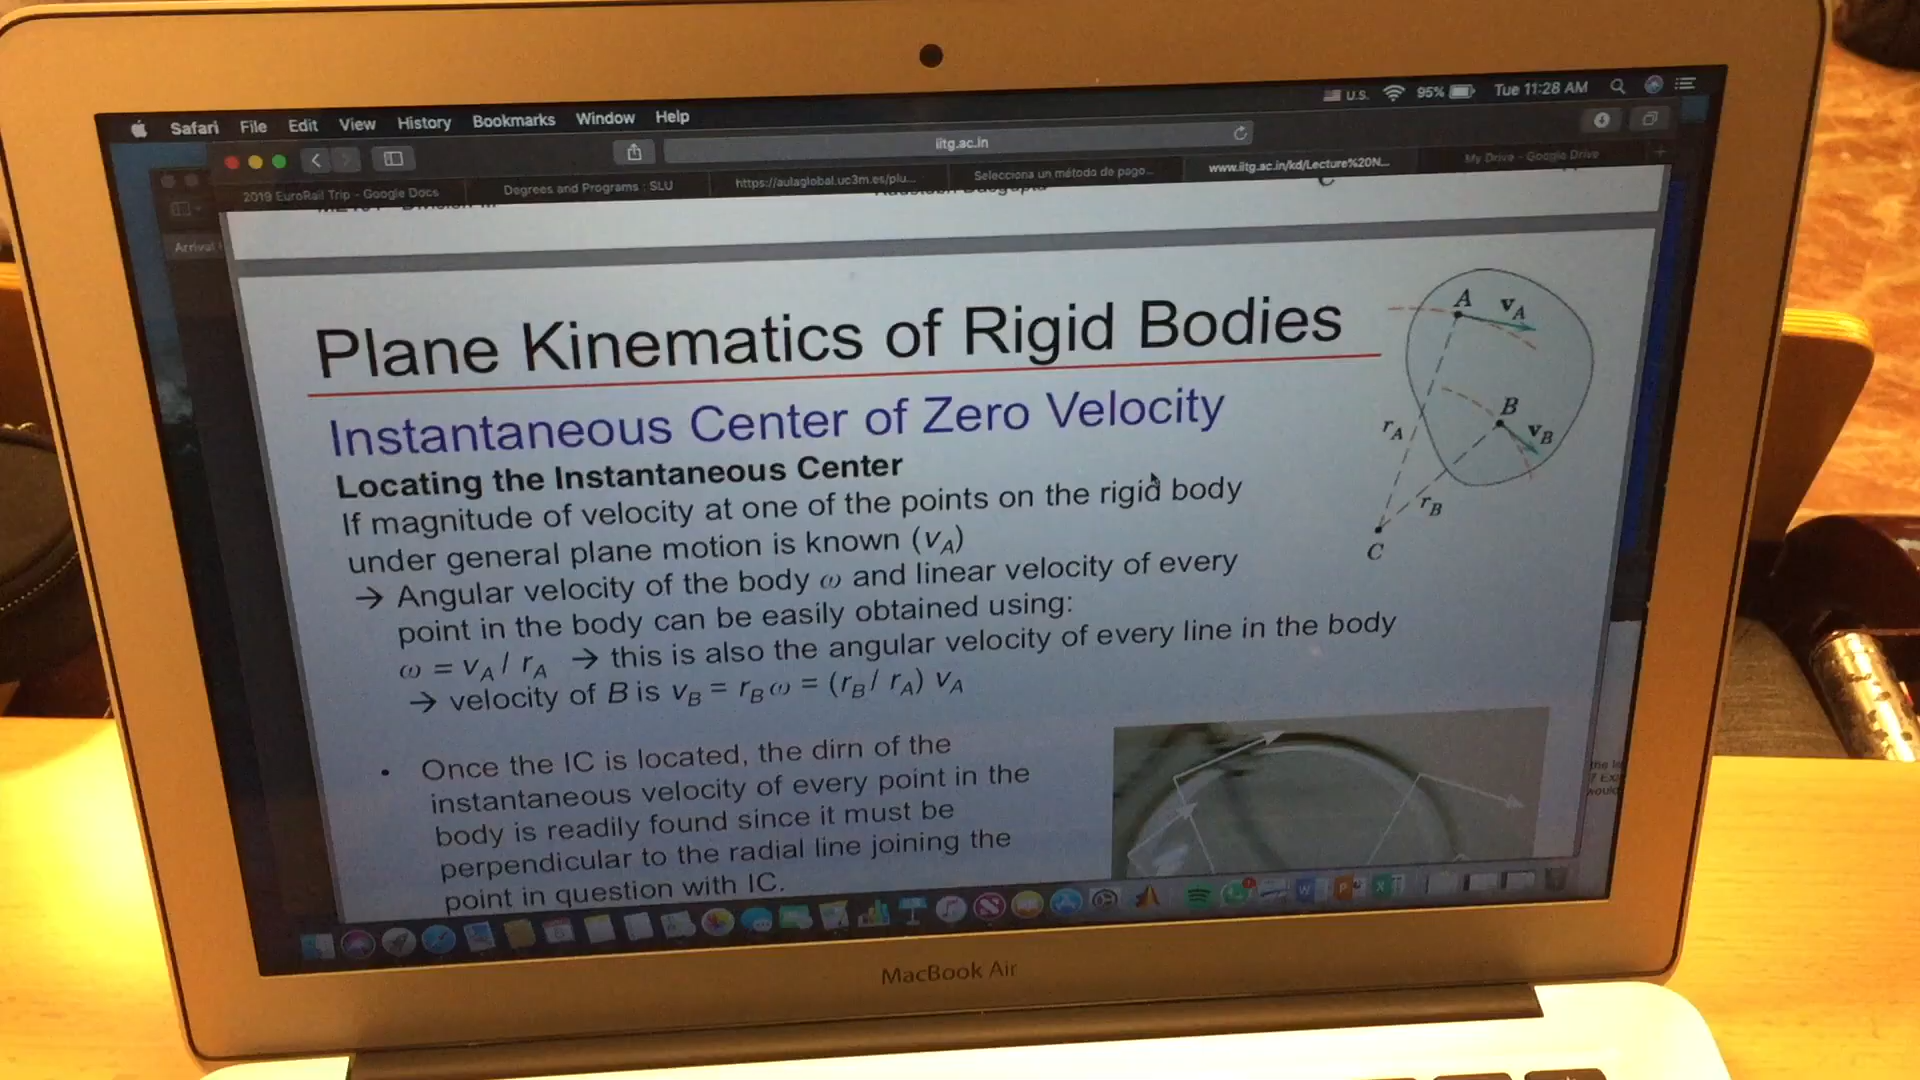 Safari File Edit View History Bookmarks Window Help
U.S. 95% Tue 11:28 AM
iitg.ac.in
2019 EuroRail Trip - Google Docs
Degrees and Programs : SLU
https://aulaglobal.uc3m.es/plu...
Selecciona un método de pago...
www.iitg.ac.in/kd/Lecture%20N...
My Drive - Google Drive
Arrival
Plane Kinematics of Rigid Bodies
Instantaneous Center of Zero Velocity
Locating the Instantaneous Center
If magnitude of velocity at one of the points on the rigid body
under general plane motion is known (vA)
→ Angular velocity of the body ω and linear velocity of every
point in the body can be easily obtained using:
ω = vA / rA → this is also the angular velocity of every line in the body
→ velocity of B is vB = rB ω = (rB / rA) vA
• Once the IC is located, the dirn of the
instantaneous velocity of every point in the
body is readily found since it must be
perpendicular to the radial line joining the
point in question with IC.
A vA
B
vB
rA
rB
C
MacBook Air